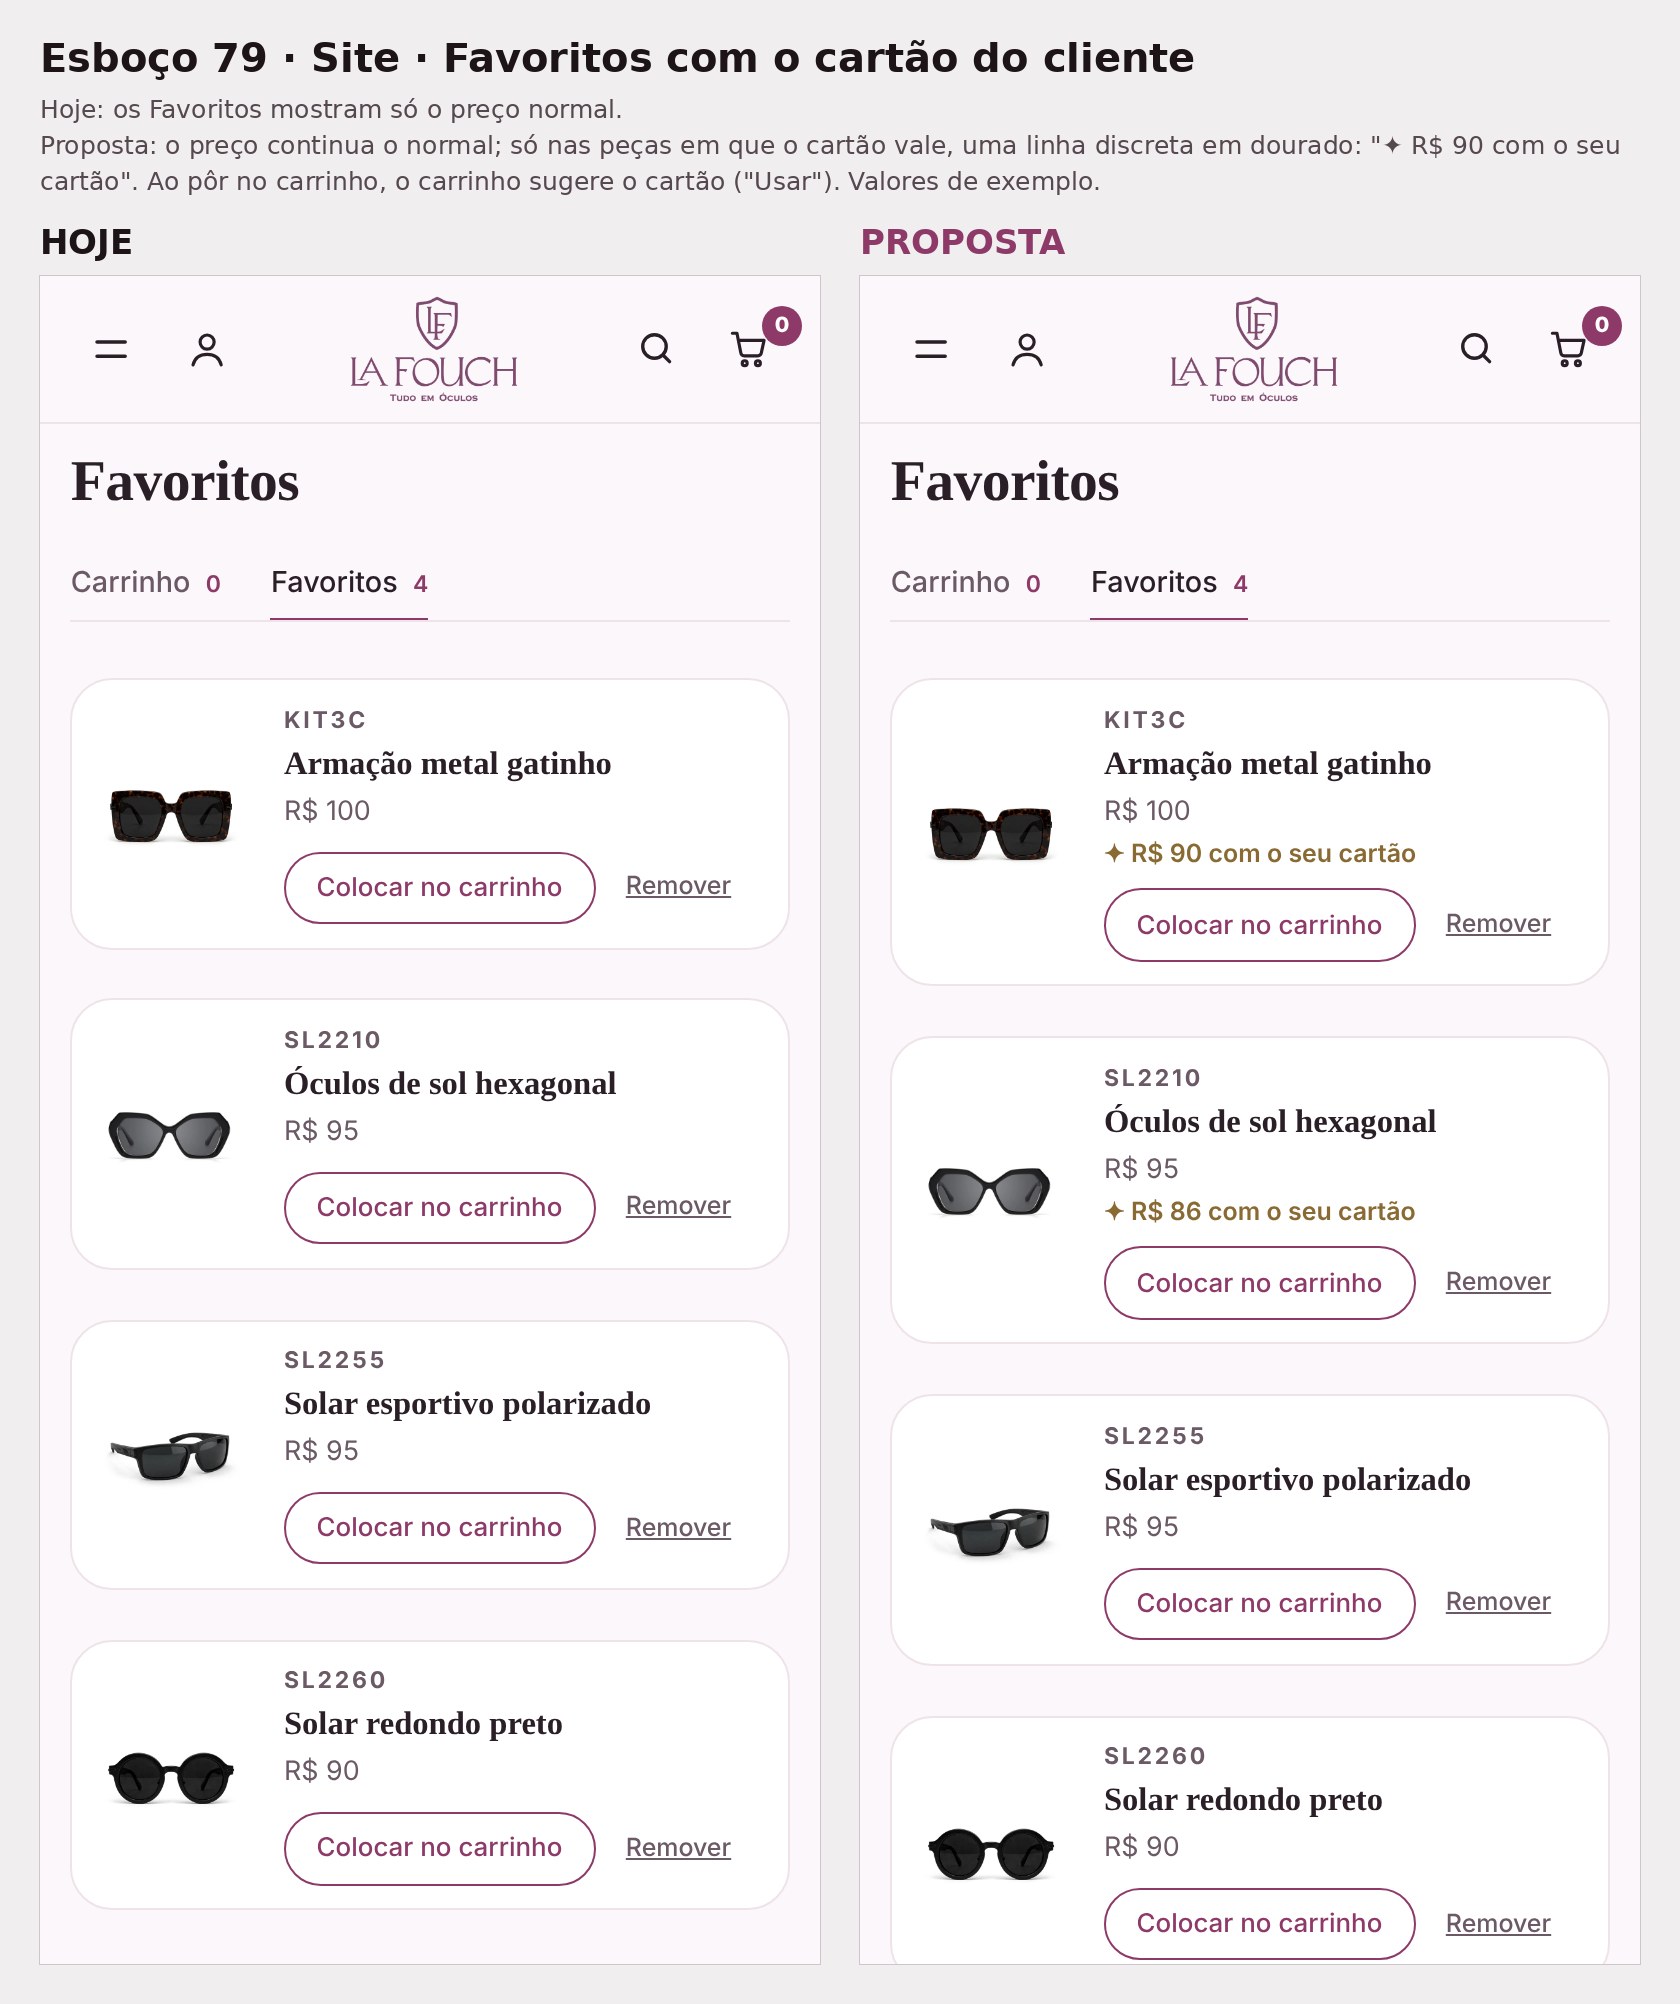 Esboço 79 · Site · Favoritos com o cartão do cliente
Hoje: os Favoritos mostram só o preço normal.
Proposta: o preço continua o normal; só nas peças em que o cartão vale, uma linha discreta em dourado: "✦ R$ 90 com o seu
cartão". Ao pôr no carrinho, o carrinho sugere o cartão ("Usar"). Valores de exemplo.
HOJE
LF
LA FOUCH
Tudo em Óculos
0
Favoritos
Carrinho 0 Favoritos 4
KIT3C
Armação metal gatinho
R$ 100
Colocar no carrinho Remover
SL2210
Óculos de sol hexagonal
R$ 95
Colocar no carrinho Remover
SL2255
Solar esportivo polarizado
R$ 95
Colocar no carrinho Remover
SL2260
Solar redondo preto
R$ 90
Colocar no carrinho Remover
PROPOSTA
LF
LA FOUCH
Tudo em Óculos
0
Favoritos
Carrinho 0 Favoritos 4
KIT3C
Armação metal gatinho
R$ 100
✦ R$ 90 com o seu cartão
Colocar no carrinho Remover
SL2210
Óculos de sol hexagonal
R$ 95
✦ R$ 86 com o seu cartão
Colocar no carrinho Remover
SL2255
Solar esportivo polarizado
R$ 95
Colocar no carrinho Remover
SL2260
Solar redondo preto
R$ 90
Colocar no carrinho Remover